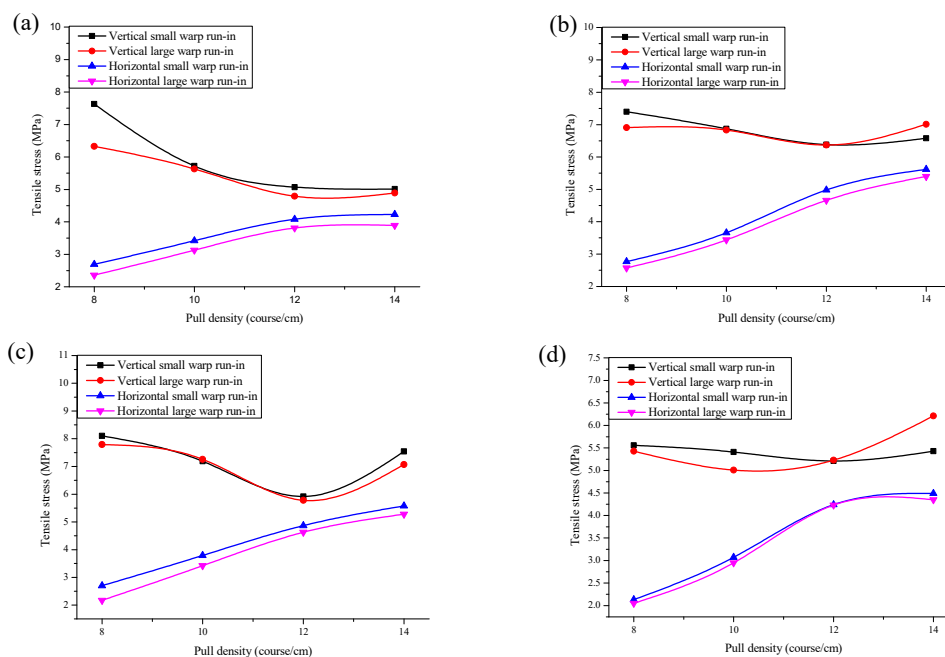 (a)
10
9
8
7
6
5
4
3
2
Tensile stress (MPa)
Vertical small warp run-in
Vertical large warp run-in
Horizontal small warp run-in
Horizontal large warp run-in
8
10
12
14
Pull density (course/cm)
(b)
10
9
8
7
6
5
4
3
2
Tensile stress (MPa)
Vertical small warp run-in
Vertical large warp run-in
Horizontal small warp run-in
Horizontal large warp run-in
8
10
12
14
Pull density (course/cm)
(c)
11
10
9
8
7
6
5
4
3
2
Tensile stress (MPa)
Vertical small warp run-in
Vertical large warp run-in
Horizontal small warp run-in
Horizontal large warp run-in
8
10
12
14
Pull density (course/cm)
(d)
7.5
7.0
6.5
6.0
5.5
5.0
4.5
4.0
3.5
3.0
2.5
2.0
Tensile stress (MPa)
Vertical small warp run-in
Vertical large warp run-in
Horizontal small warp run-in
Horizontal large warp run-in
8
10
12
14
Pull density (course/cm)